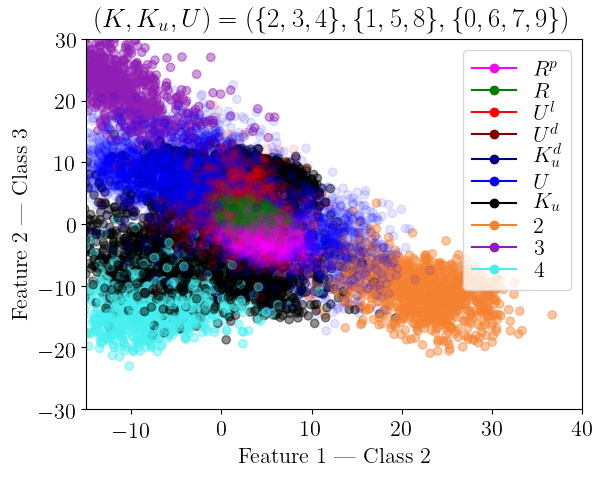 (K, K_u, U) = ({2, 3, 4}, {1, 5, 8}, {0, 6, 7, 9})
30
20
10
0
−10
−20
−30
Feature 2 — Class 3
R^p
R
U^l
U^d
K_u^d
U
K_u
2
3
4
−10
0
10
20
30
40
Feature 1 — Class 2